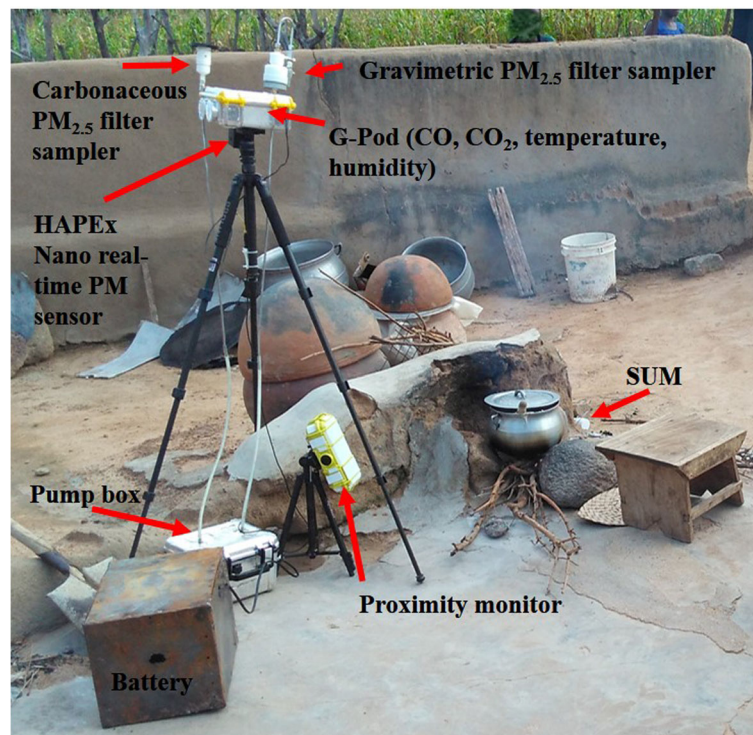 Carbonaceous
PM2.5 filter
sampler
Gravimetric PM2.5 filter sampler
G-Pod (CO, CO2, temperature,
humidity)
HAPEx
Nano real-
time PM
sensor
SUM
Pump box
Proximity monitor
Battery